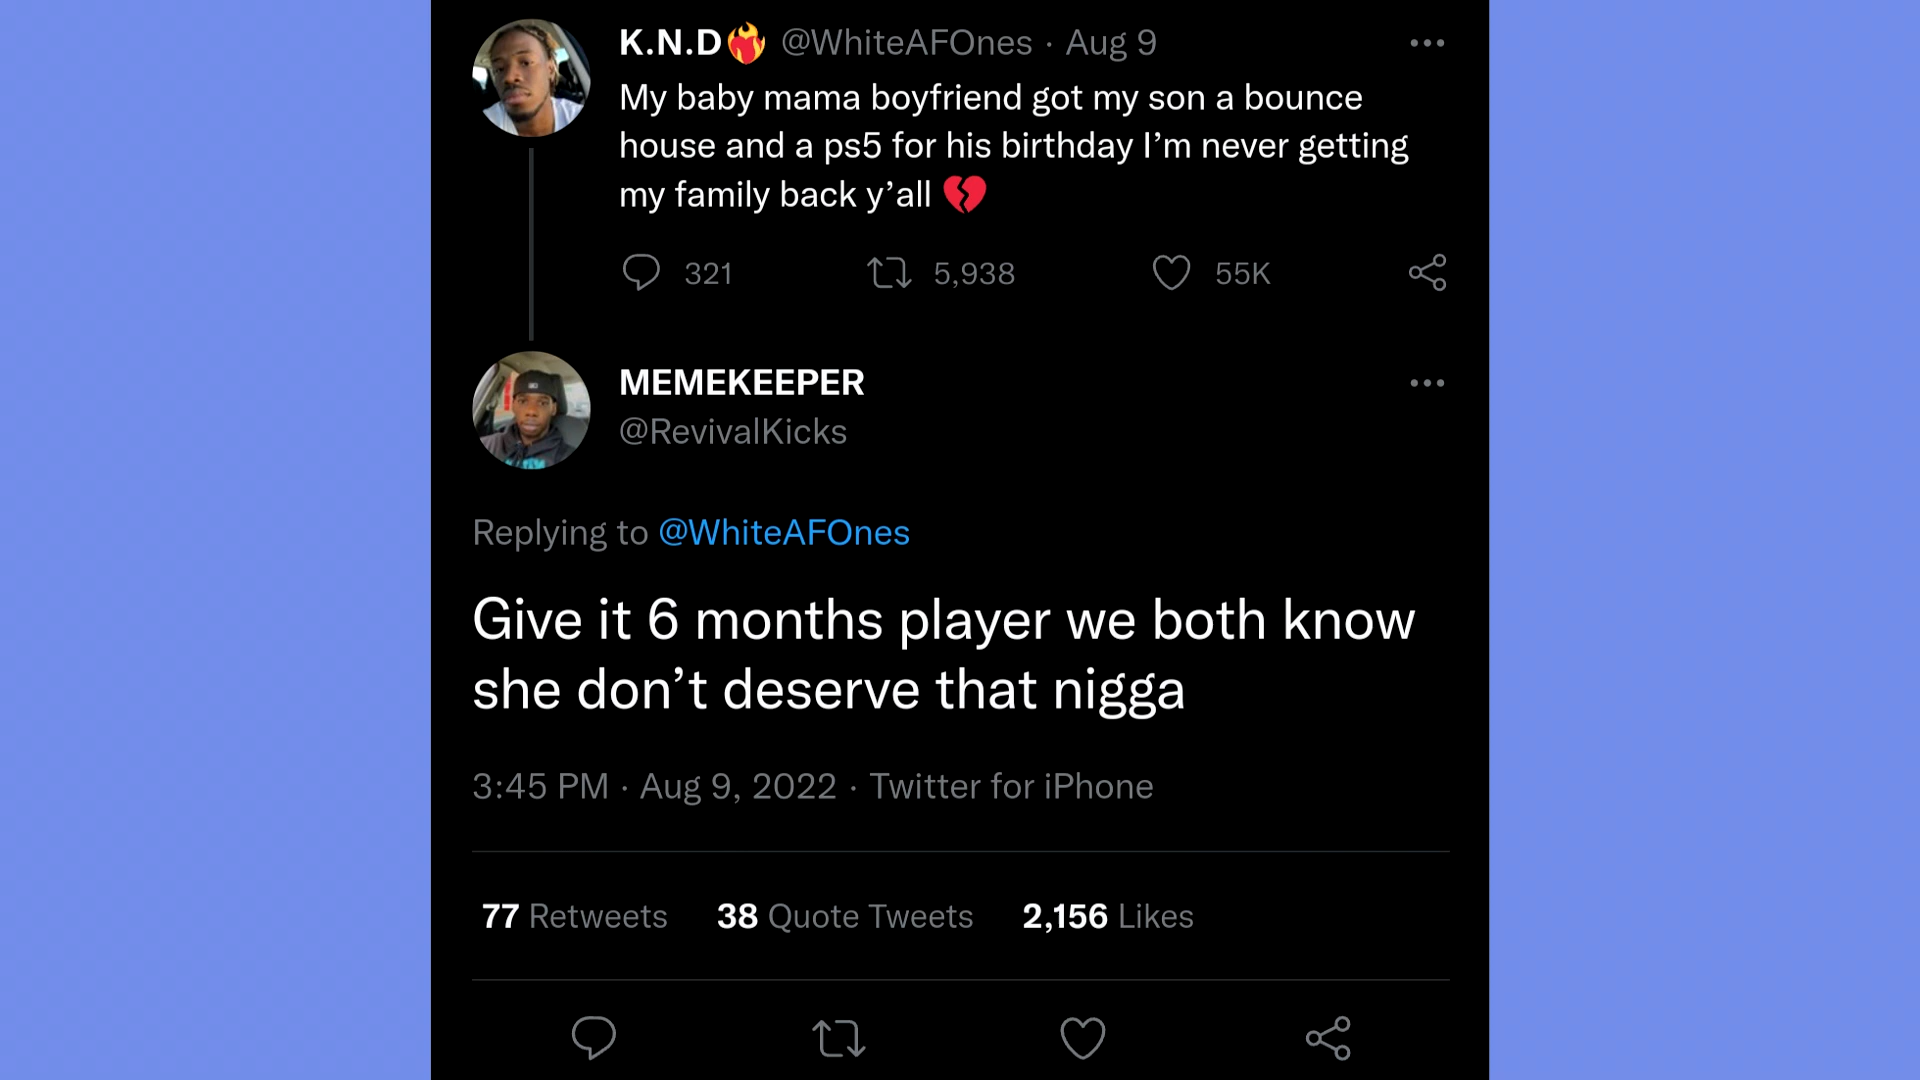 K.N.D❤️‍🔥 @WhiteAFOnes · Aug 9
My baby mama boyfriend got my son a bounce
house and a ps5 for his birthday I’m never getting
my family back y’all 💔
321 5,938 55K
MEMEKEEPER
@RevivalKicks
Replying to @WhiteAFOnes
Give it 6 months player we both know
she don’t deserve that nigga
3:45 PM · Aug 9, 2022 · Twitter for iPhone
77 Retweets 38 Quote Tweets 2,156 Likes